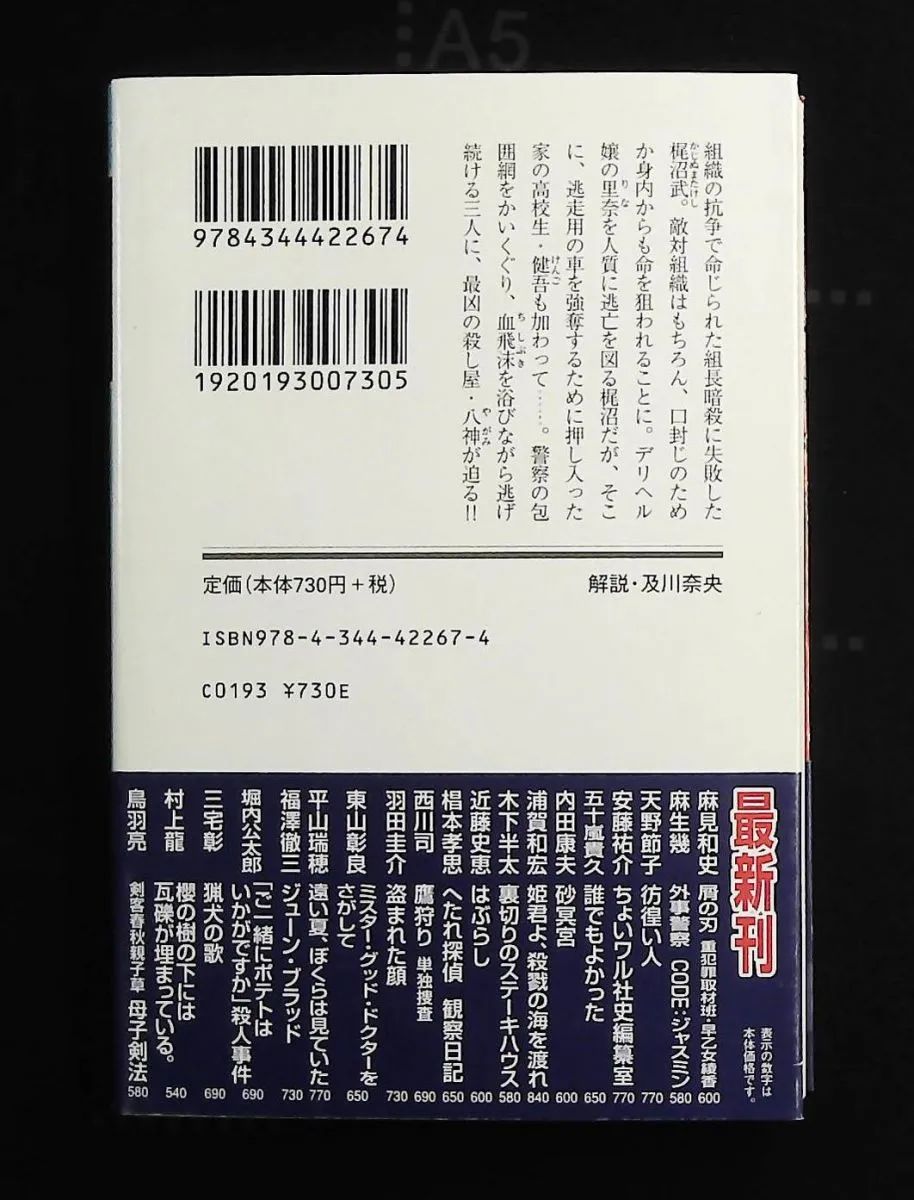 ⋮A5
組織の抗争で命じられた組長暗殺に失敗した
かじぬまたけし
梶沼武。敵対組織はもちろん、口封じのため
か身内からも命を狙われることに。デリヘル
りな
嬢の里奈を人質に逃亡を図る梶沼だが、そこ
に、逃走用の車を強奪するために押し入った
けんご
家の高校生・健吾も加わって……。警察の包
ちしぶき
囲網をかいくぐり、血飛沫を浴びながら逃げ
やがみ
続ける三人に、最凶の殺し屋・八神が迫る!!
9784344422674
1920193007305
定価(本体730円+税)
解説・及川奈央
ISBN978-4-344-42267-4
C0193 ¥730E
最新刊
表示の数字は
本体価格です。
麻見和史 屑の刃 重犯罪取材班・早乙女綾香 600
麻生幾 外事警察 CODE:ジャスミン 580
天野節子 彷徨い人 770
安藤祐介 ちょいワル社史編纂室 770
五十嵐貴久 誰でもよかった 650
内田康夫 砂冥宮 600
浦賀和宏 姫君よ、殺戮の海を渡れ 840
木下半太 裏切りのステーキハウス 580
近藤史恵 はぶらし 600
椙本孝思 へたれ探偵 観察日記 650
西川司 鷹狩り 単独捜査 690
羽田圭介 盗まれた顔 730
東山彰良 ミスター・グッド・ドクターを
さがして 650
平山瑞穂 遠い夏、ぼくらは見ていた 770
福澤徹三 ジューン・ブラッド 730
堀内公太郎 「ご一緒にポテトは
いかがですか」殺人事件 690
三宅彰 猟犬の歌 690
村上龍 櫻の樹の下には
瓦礫が埋まっている。 540
鳥羽亮 剣客春秋親子草 母子剣法 580